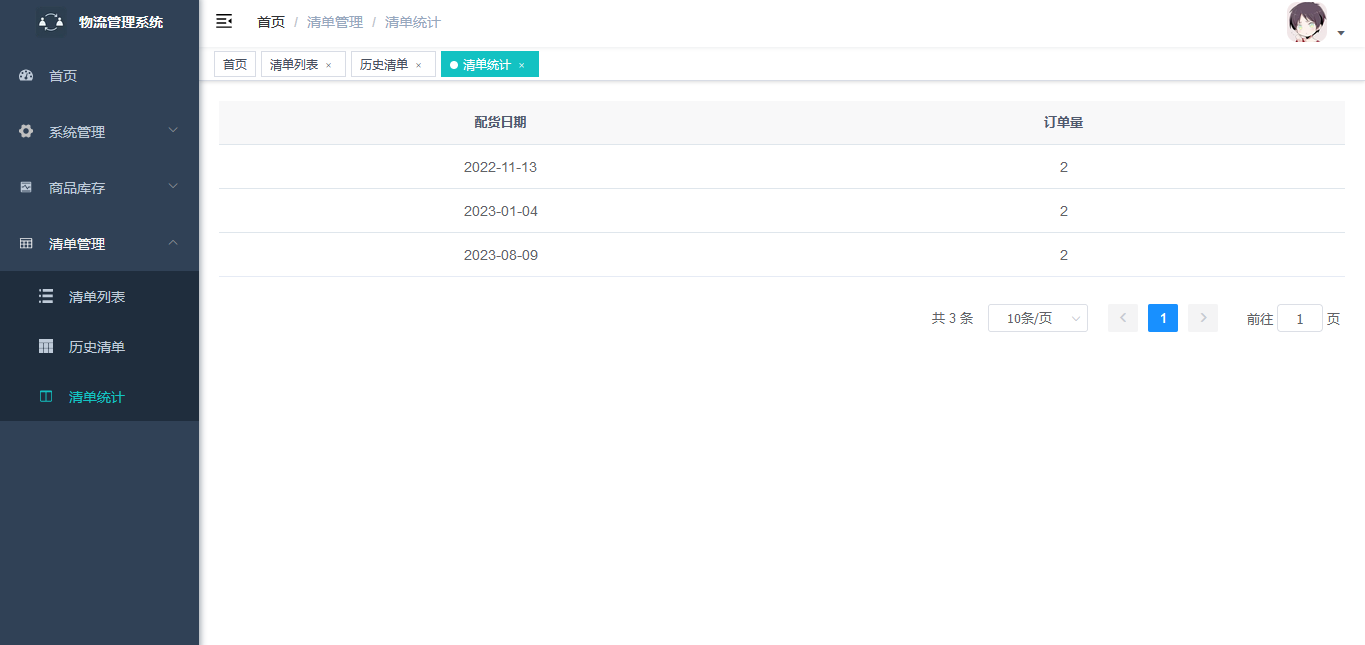 物流管理系统
首页
系统管理
商品库存
清单管理
清单列表
历史清单
清单统计
首页 / 清单管理 / 清单统计
首页 清单列表 × 历史清单 × 清单统计 ×
配货日期 订单量
2022-11-13 2
2023-01-04 2
2023-08-09 2
共 3 条 10条/页 1 前往 1 页